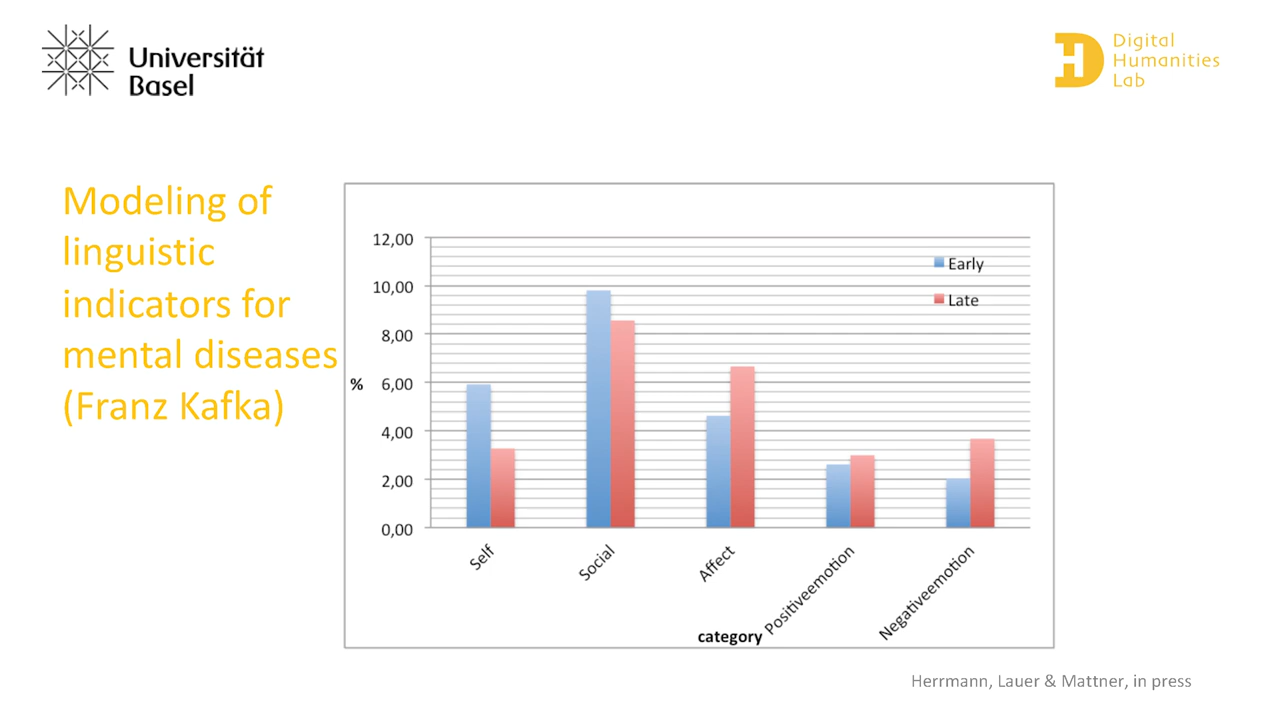 Universität
Basel
Digital
Humanities
Lab
Modeling of
linguistic
indicators for
mental diseases
(Franz Kafka)
12,00
10,00
8,00
% 6,00
4,00
2,00
0,00
Early
Late
Self
Social
Affect
Positiveemotion
Negativeemotion
category
Herrmann, Lauer & Mattner, in press